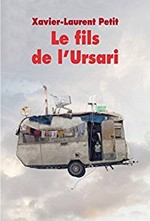 Xavier-Laurent Petit
Le fils
de l'Ursari